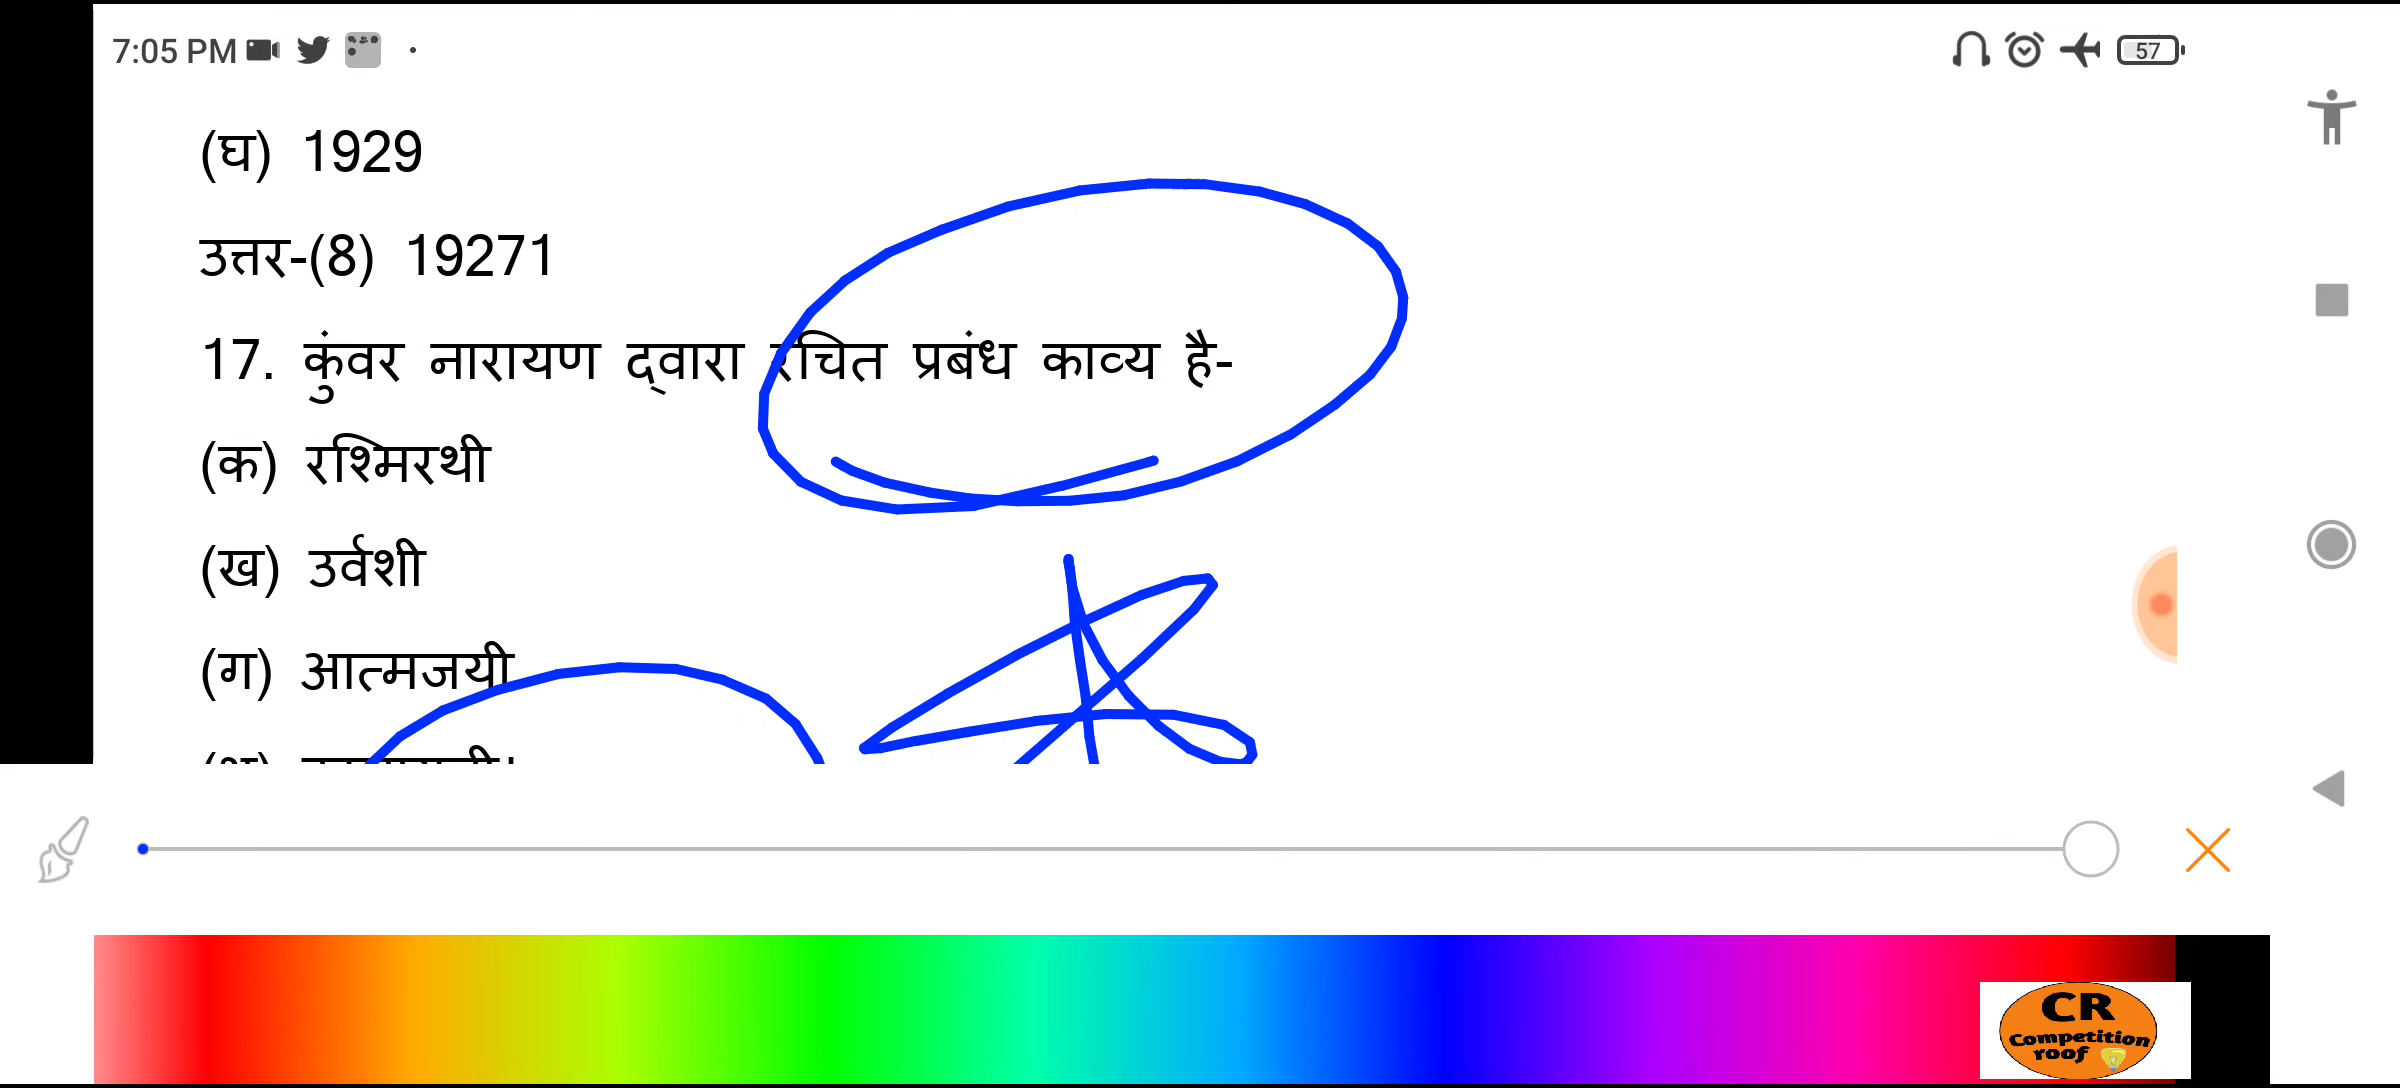 7:05 PM
57
(घ) 1929
उत्तर-(8) 19271
17. कुंवर नारायण द्वारा रचित प्रबंध काव्य है-
(क) रश्मिरथी
(ख) उर्वशी
(ग) आत्मजयी
CR
Competition
roof